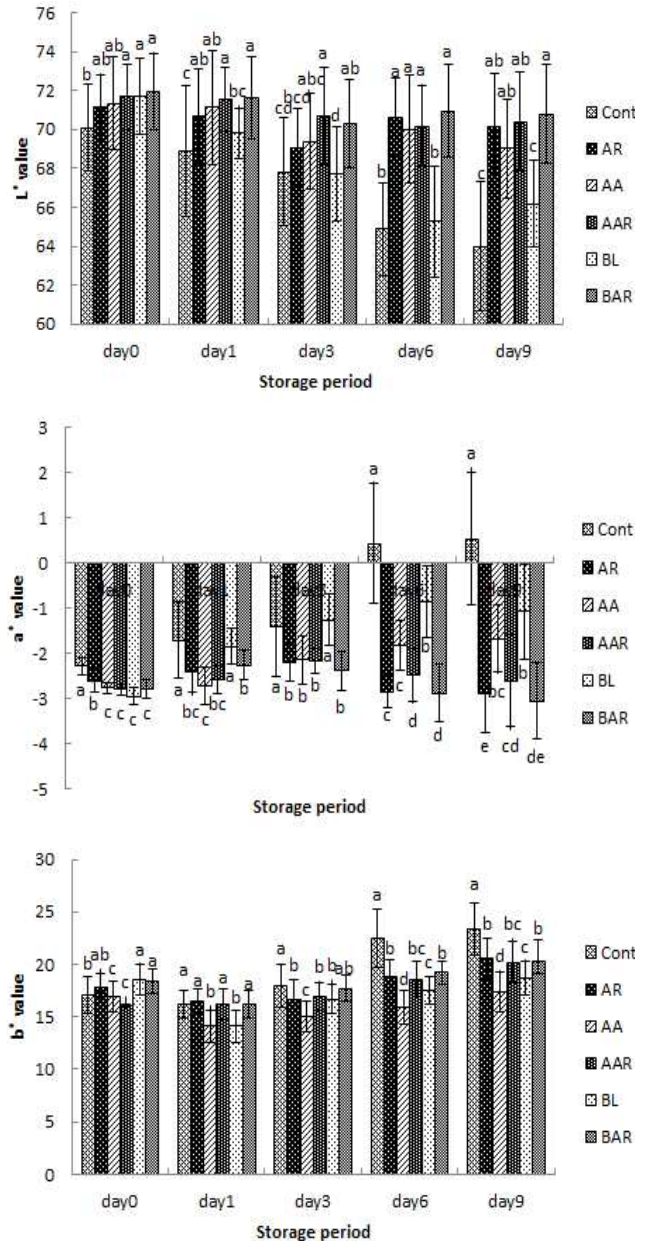 76
74
72
70
68
66
64
62
60
L* value
b ab ab a a a
c ab ab a bc a
cd bcd abc a d ab
c a a a b a
c ab ab a c a
day0 day1 day3 day6 day9
Storage period
Cont
AR
AA
AAR
BL
BAR
3
2
1
0
-1
-2
-3
-4
-5
a* value
a b c c c c
a bc c bc a b
a b b b a b
a c c d b d
a e bc cd b de
Storage period
Cont
AR
AA
AAR
BL
BAR
30
25
20
15
10
5
0
b* value
b ab c c a a
a a b a b a
a b c b b ab
a b d bc c b
a b d bc c b
day0 day1 day3 day6 day9
Storage period
Cont
AR
AA
AAR
BL
BAR